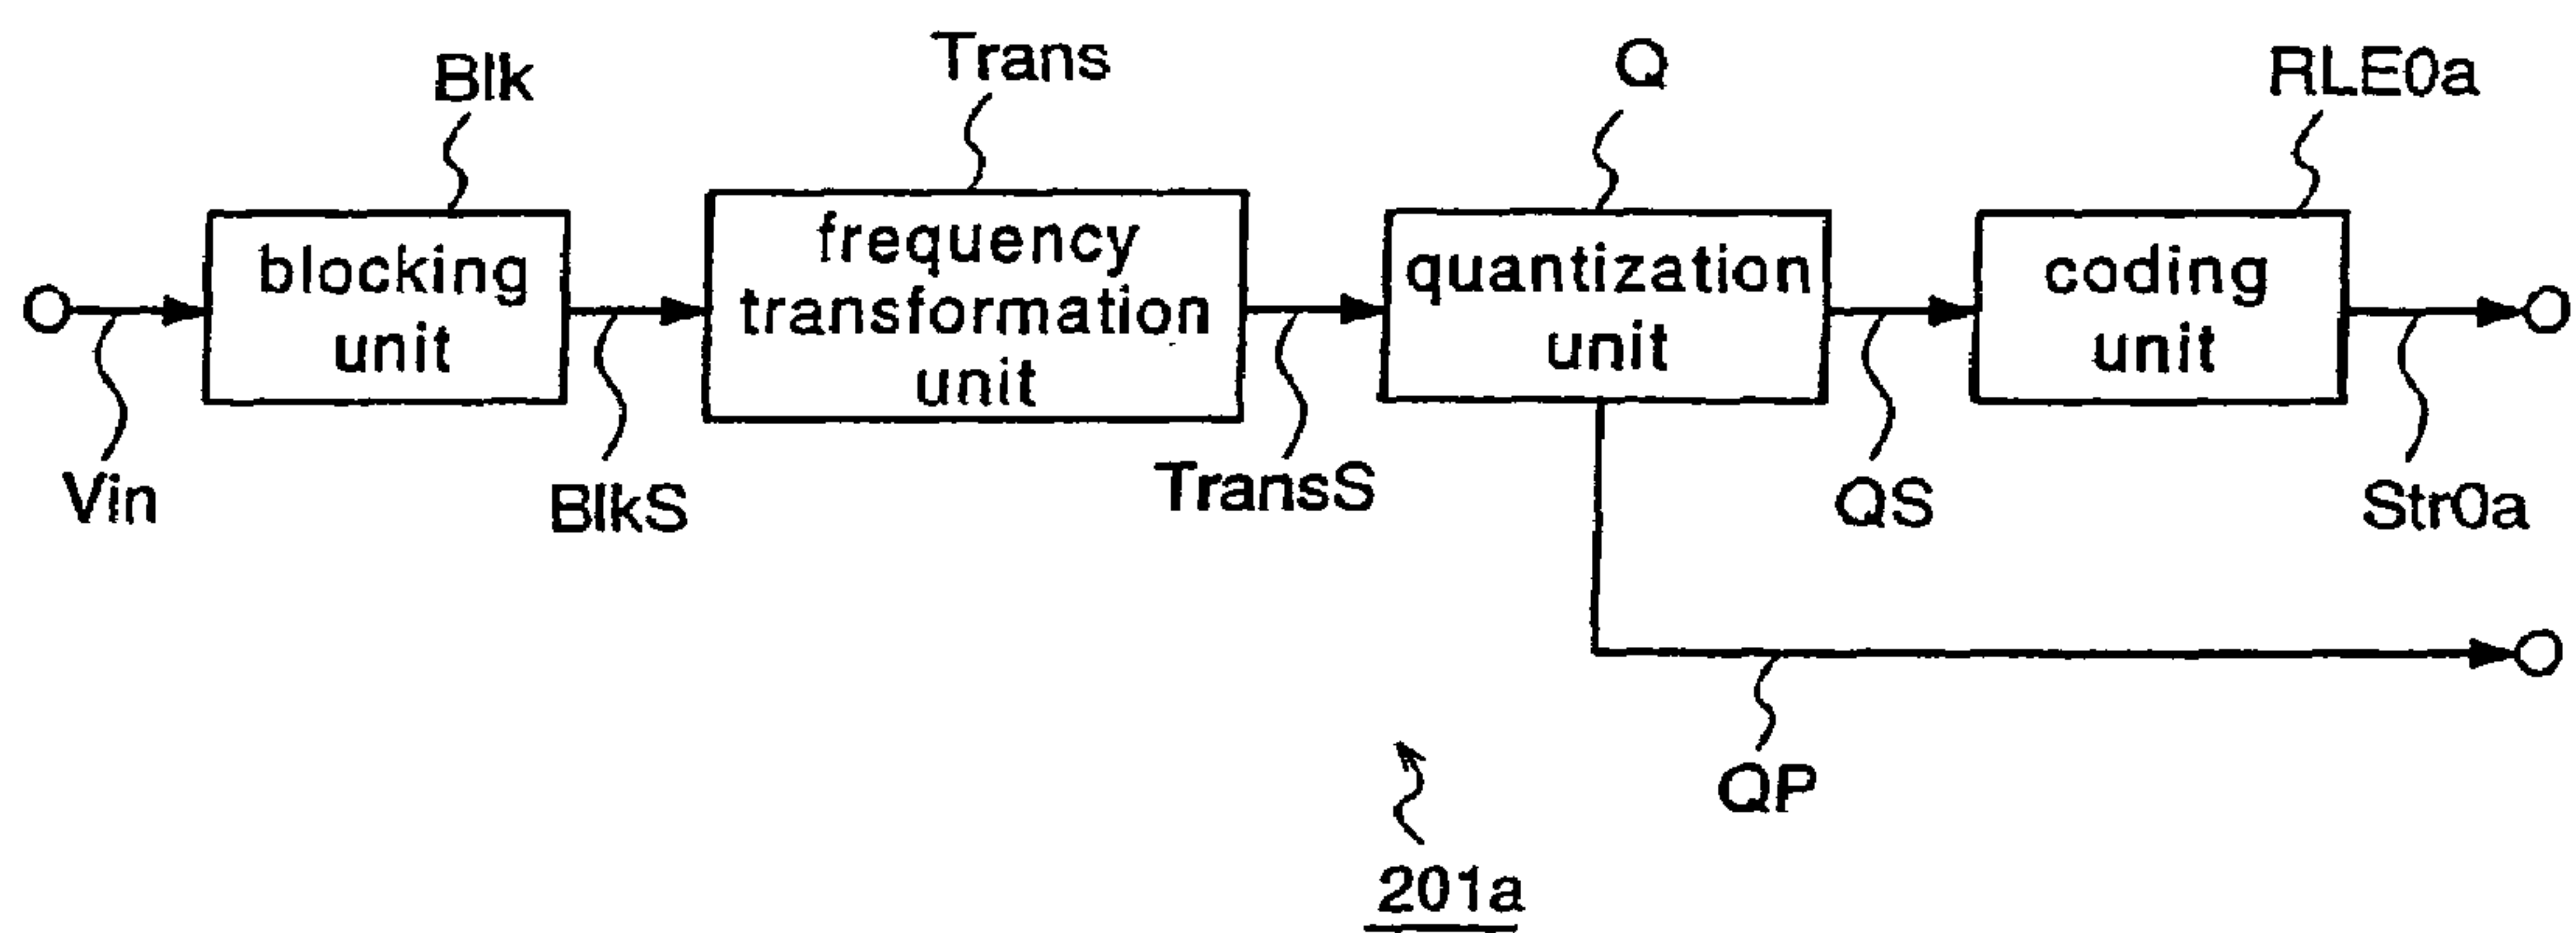 Blk
Trans
Q
RLE0a
blocking
unit
frequency
transformation
unit
quantization
unit
coding
unit
Vin
BlkS
TransS
QS
Str0a
QP
201a